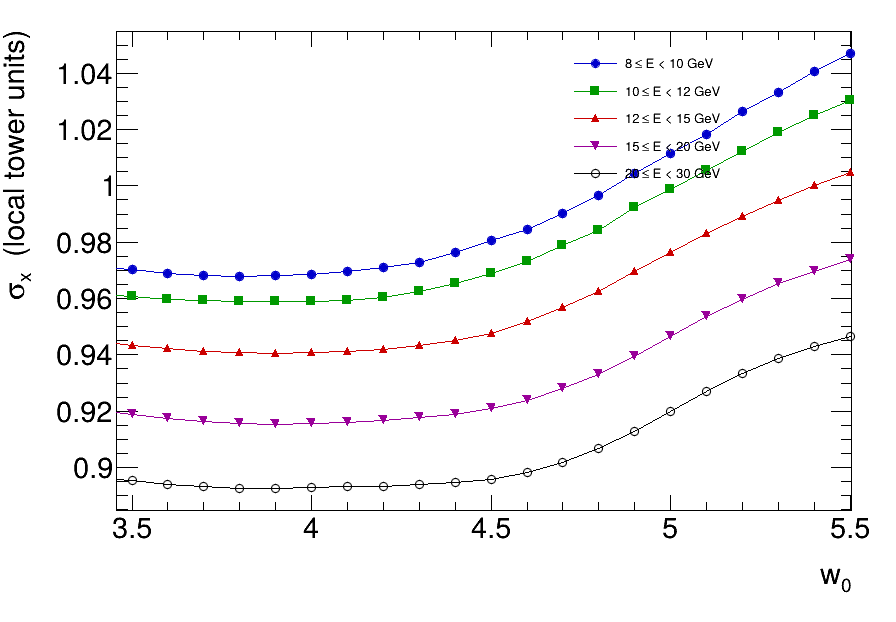 σx (local tower units)
1.04
1.02
1
0.98
0.96
0.94
0.92
0.9
8 ≤ E < 10 GeV
10 ≤ E < 12 GeV
12 ≤ E < 15 GeV
15 ≤ E < 20 GeV
20 ≤ E < 30 GeV
3.5 4 4.5 5 5.5
w0